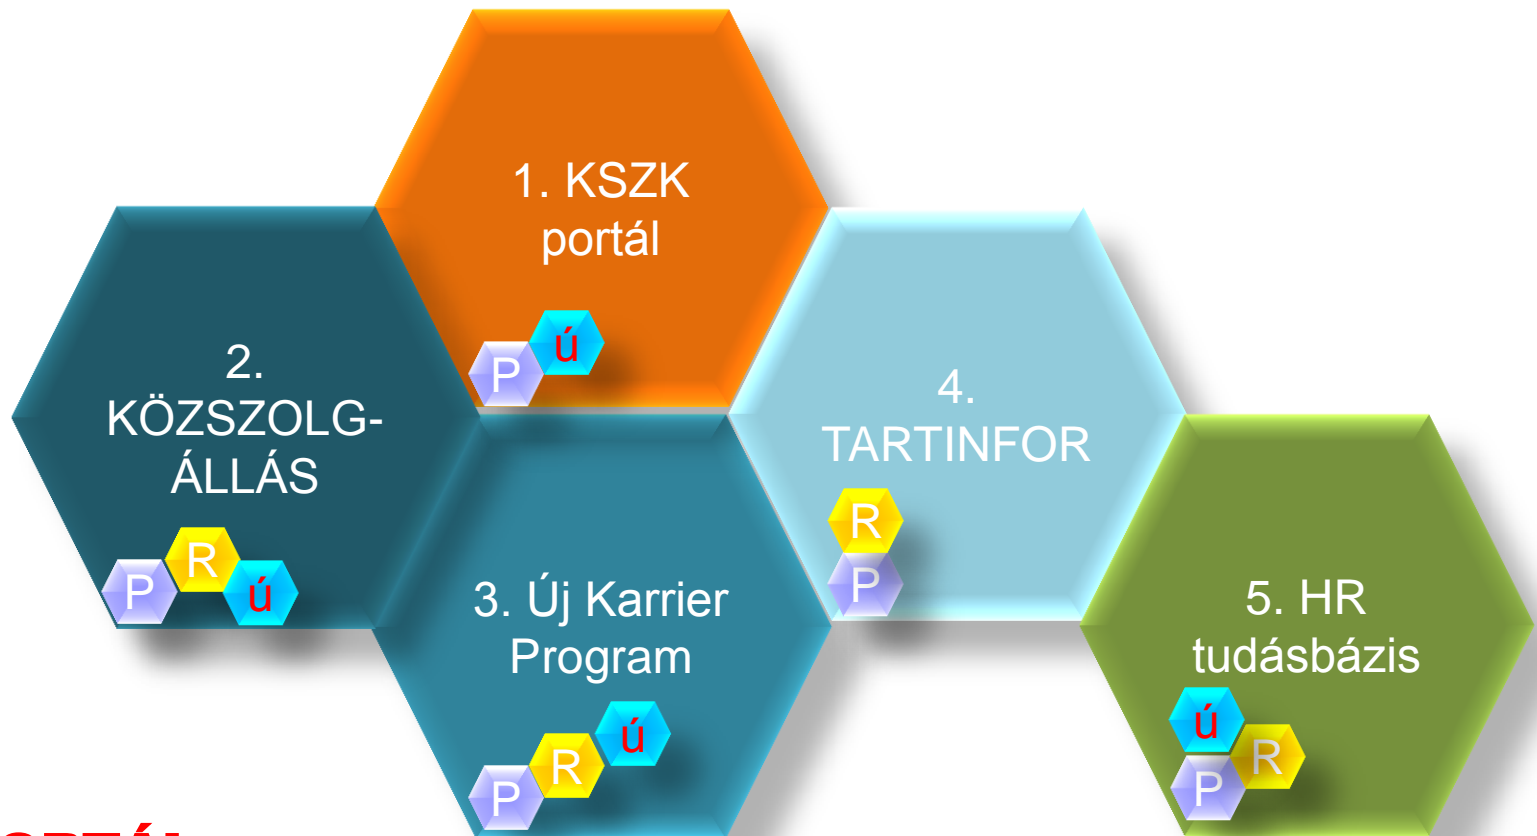 1. KSZK
portál
ú
P
2.
KÖZSZOLG-
ÁLLÁS
R
P
ú
4.
TARTINFOR
R
P
3. Új Karrier
Program
ú
R
P
5. HR
tudásbázis
ú
R
P